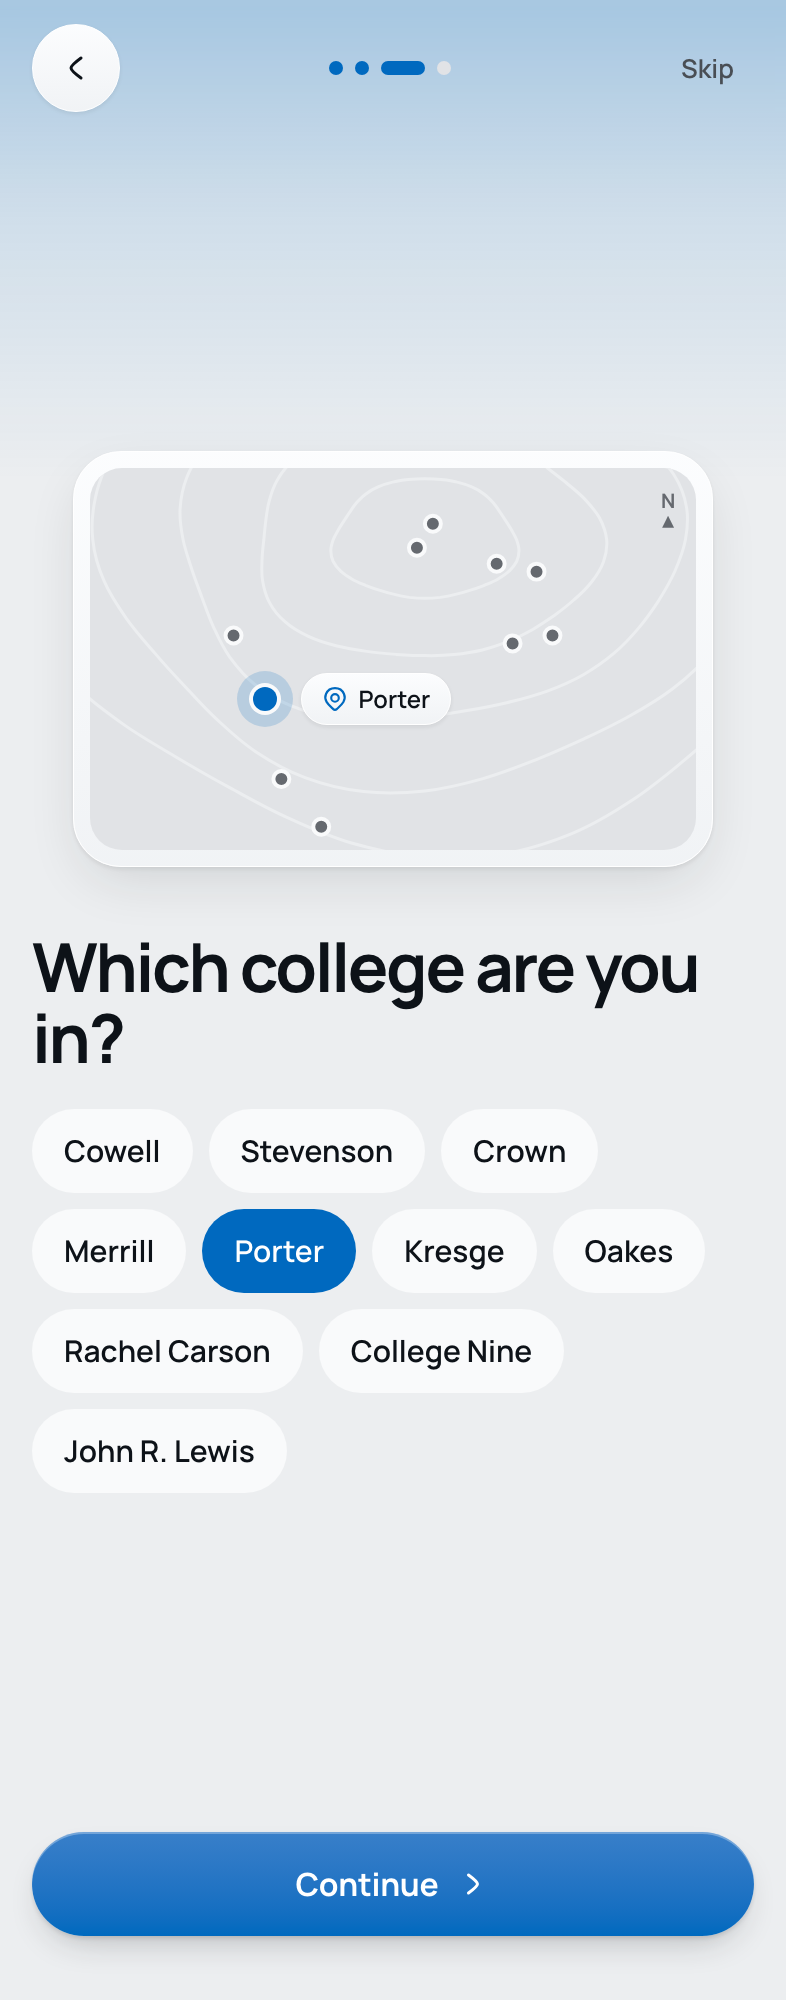 Skip
N
Porter
Which college are you
in?
Cowell Stevenson Crown
Merrill Porter Kresge Oakes
Rachel Carson College Nine
John R. Lewis
Continue